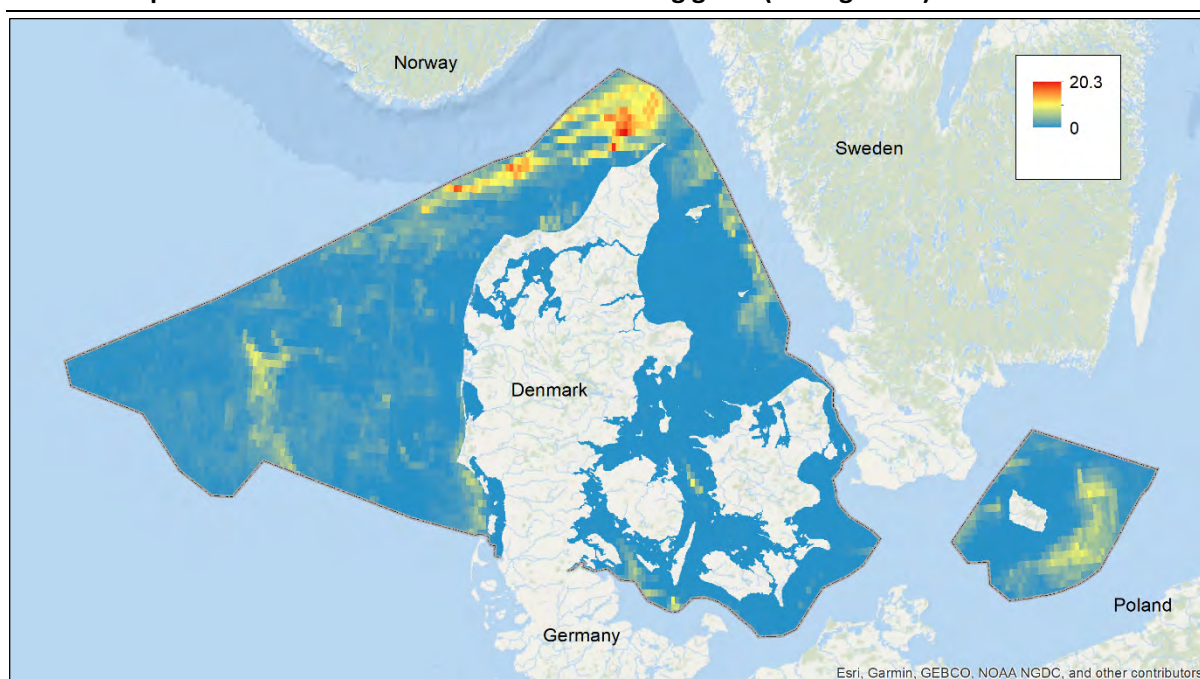 Norway
20.3
0
Sweden
Denmark
Poland
Germany
Esri, Garmin, GEBCO, NOAA NGDC, and other contributors